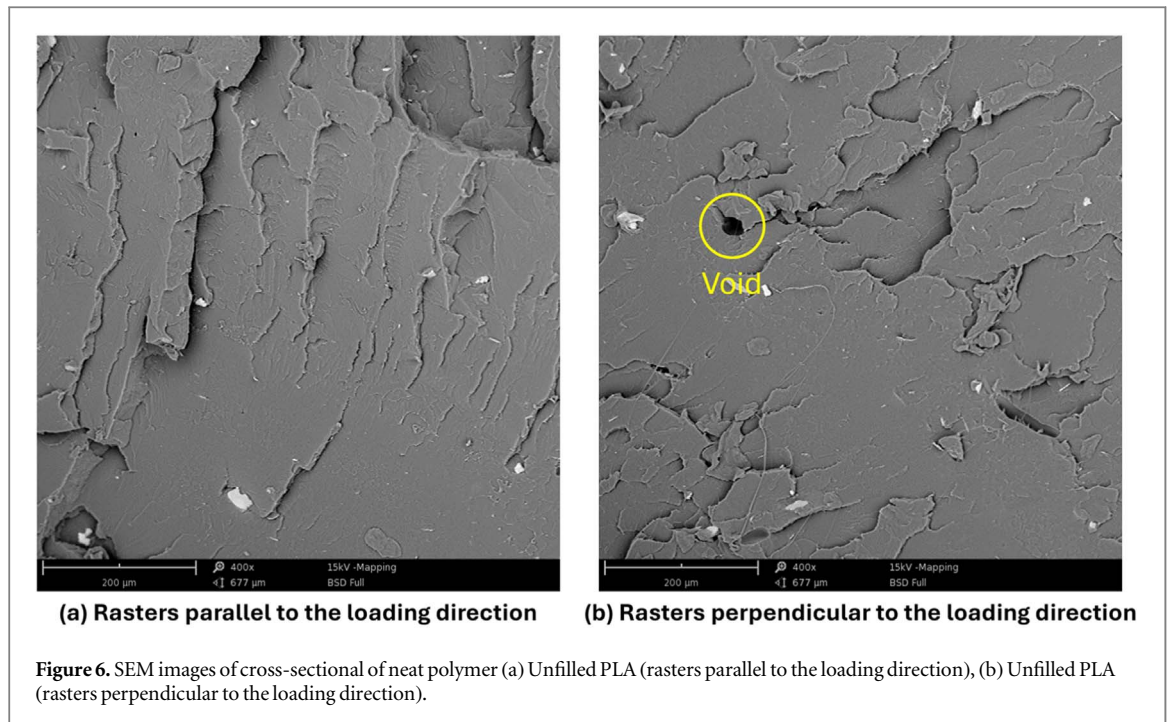 Void
200 µm
400x
677 µm
15kV -Mapping
BSD Full
200 µm
400x
677 µm
15kV -Mapping
BSD Full
(a) Rasters parallel to the loading direction
(b) Rasters perpendicular to the loading direction
Figure 6. SEM images of cross-sectional of neat polymer (a) Unfilled PLA (rasters parallel to the loading direction), (b) Unfilled PLA
(rasters perpendicular to the loading direction).